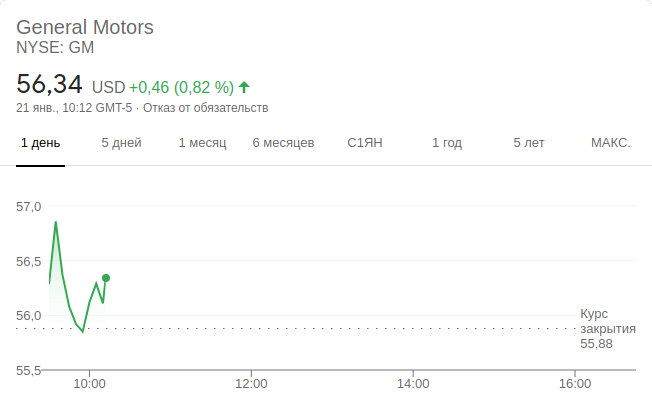 General Motors
NYSE: GM
56,34 USD +0,46 (0,82 %)
21 янв., 10:12 GMT-5 · Отказ от обязательств
1 день 5 дней 1 месяц 6 месяцев С1ЯН 1 год 5 лет МАКС.
57,0
56,5
56,0
55,5
Курс
закрытия
55,88
10:00 12:00 14:00 16:00